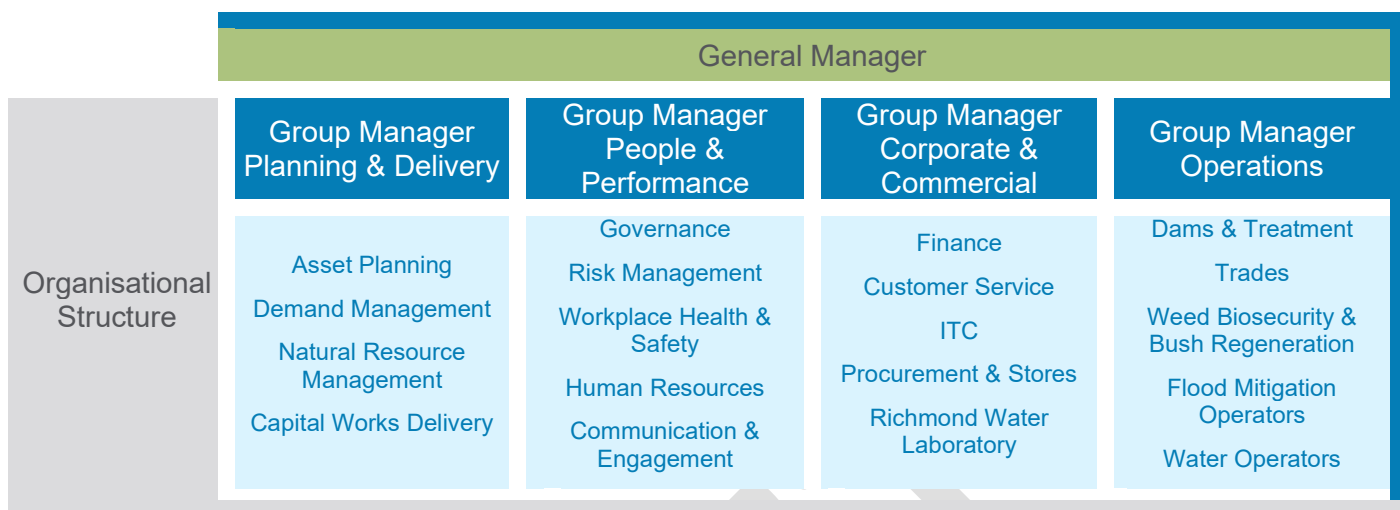 General Manager
Organisational
Structure
Group Manager
Planning & Delivery
Asset Planning
Demand Management
Natural Resource
Management
Capital Works Delivery
Group Manager
People &
Performance
Governance
Risk Management
Workplace Health &
Safety
Human Resources
Communication &
Engagement
Group Manager
Corporate &
Commercial
Finance
Customer Service
ITC
Procurement & Stores
Richmond Water
Laboratory
Group Manager
Operations
Dams & Treatment
Trades
Weed Biosecurity &
Bush Regeneration
Flood Mitigation
Operators
Water Operators